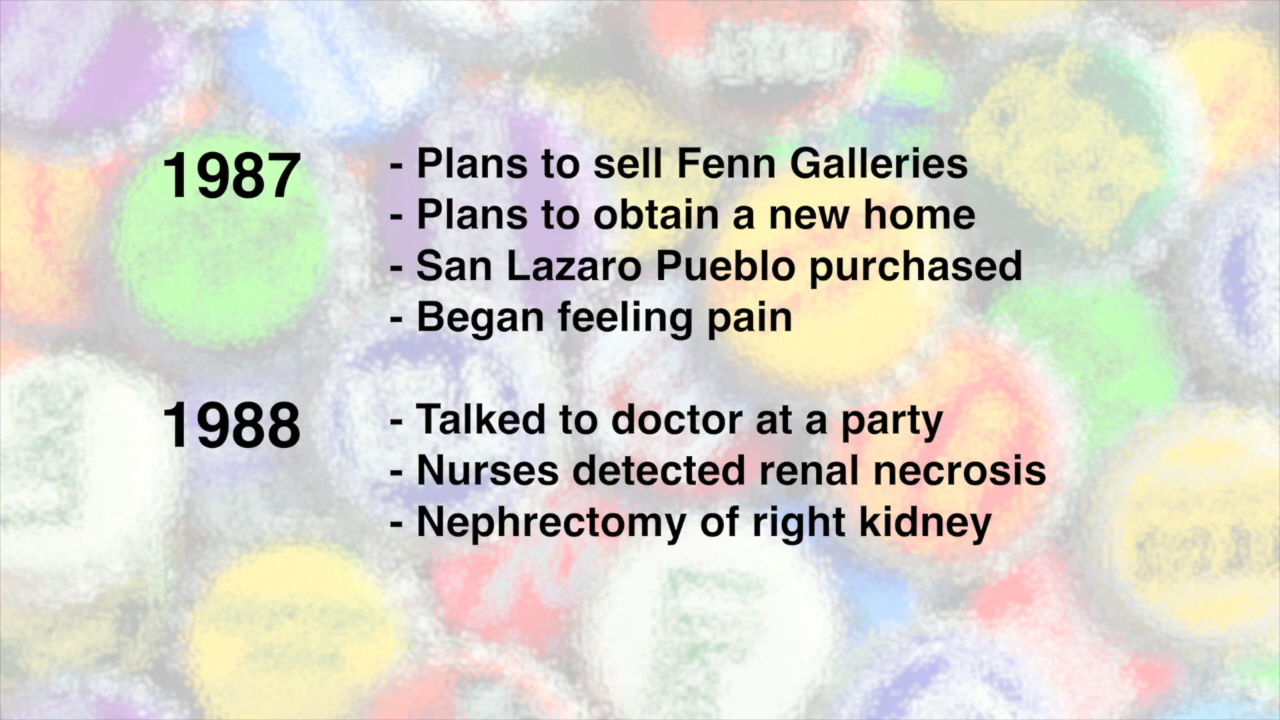 1987
- Plans to sell Fenn Galleries
- Plans to obtain a new home
- San Lazaro Pueblo purchased
- Began feeling pain
1988
- Talked to doctor at a party
- Nurses detected renal necrosis
- Nephrectomy of right kidney